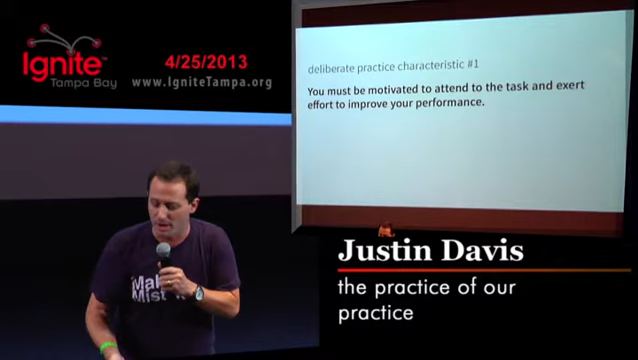 Ignite™
Tampa Bay
4/25/2013
www.IgniteTampa.org
deliberate practice characteristic #1
You must be motivated to attend to the task and exert
effort to improve your performance.
Justin Davis
the practice of our
practice